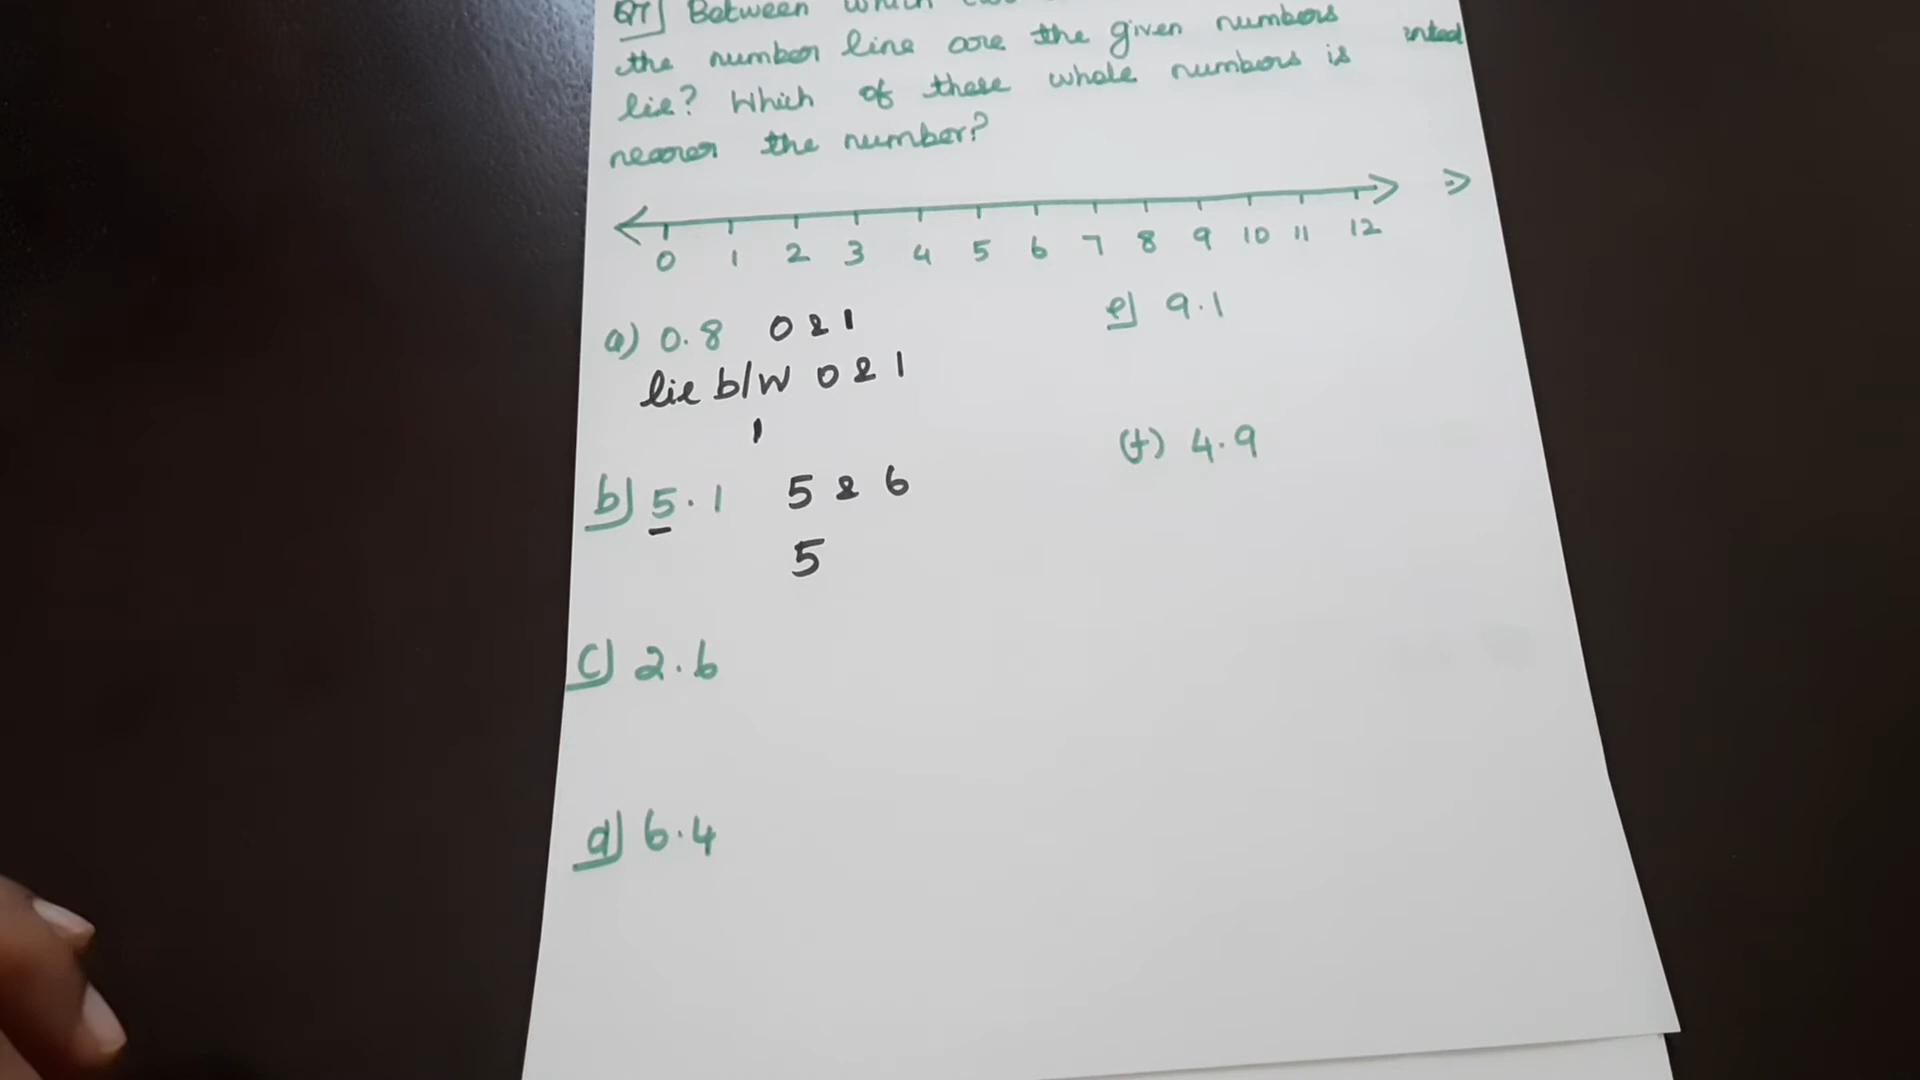 Q7] Between which
the number line are the given numbers
lie? Which of these whole numbers is
nearer the number?
0 1 2 3 4 5 6 7 8 9 10 11 12
a) 0.8 0 & 1
lie b/w 0 & 1
1
b] 5.1 5 & 6
5
c] 2.6
d] 6.4
e] 9.1
(f) 4.9